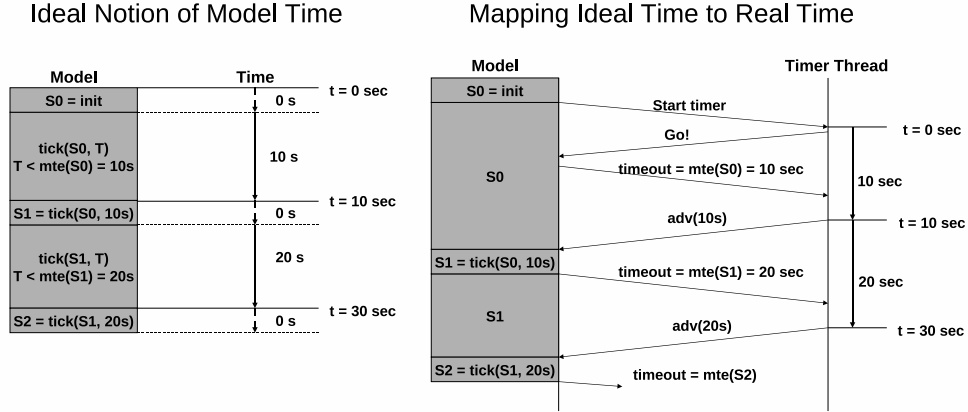 Ideal Notion of Model Time
Model
Time
S0 = init
0 s
t = 0 sec
tick(S0, T)
T < mte(S0) = 10s
10 s
t = 10 sec
S1 = tick(S0, 10s)
0 s
tick(S1, T)
T < mte(S1) = 20s
20 s
t = 30 sec
S2 = tick(S1, 20s)
0 s
Mapping Ideal Time to Real Time
Model
Timer Thread
S0 = init
Start timer
t = 0 sec
Go!
timeout = mte(S0) = 10 sec
S0
10 sec
adv(10s)
t = 10 sec
S1 = tick(S0, 10s)
timeout = mte(S1) = 20 sec
20 sec
S1
adv(20s)
t = 30 sec
S2 = tick(S1, 20s)
timeout = mte(S2)